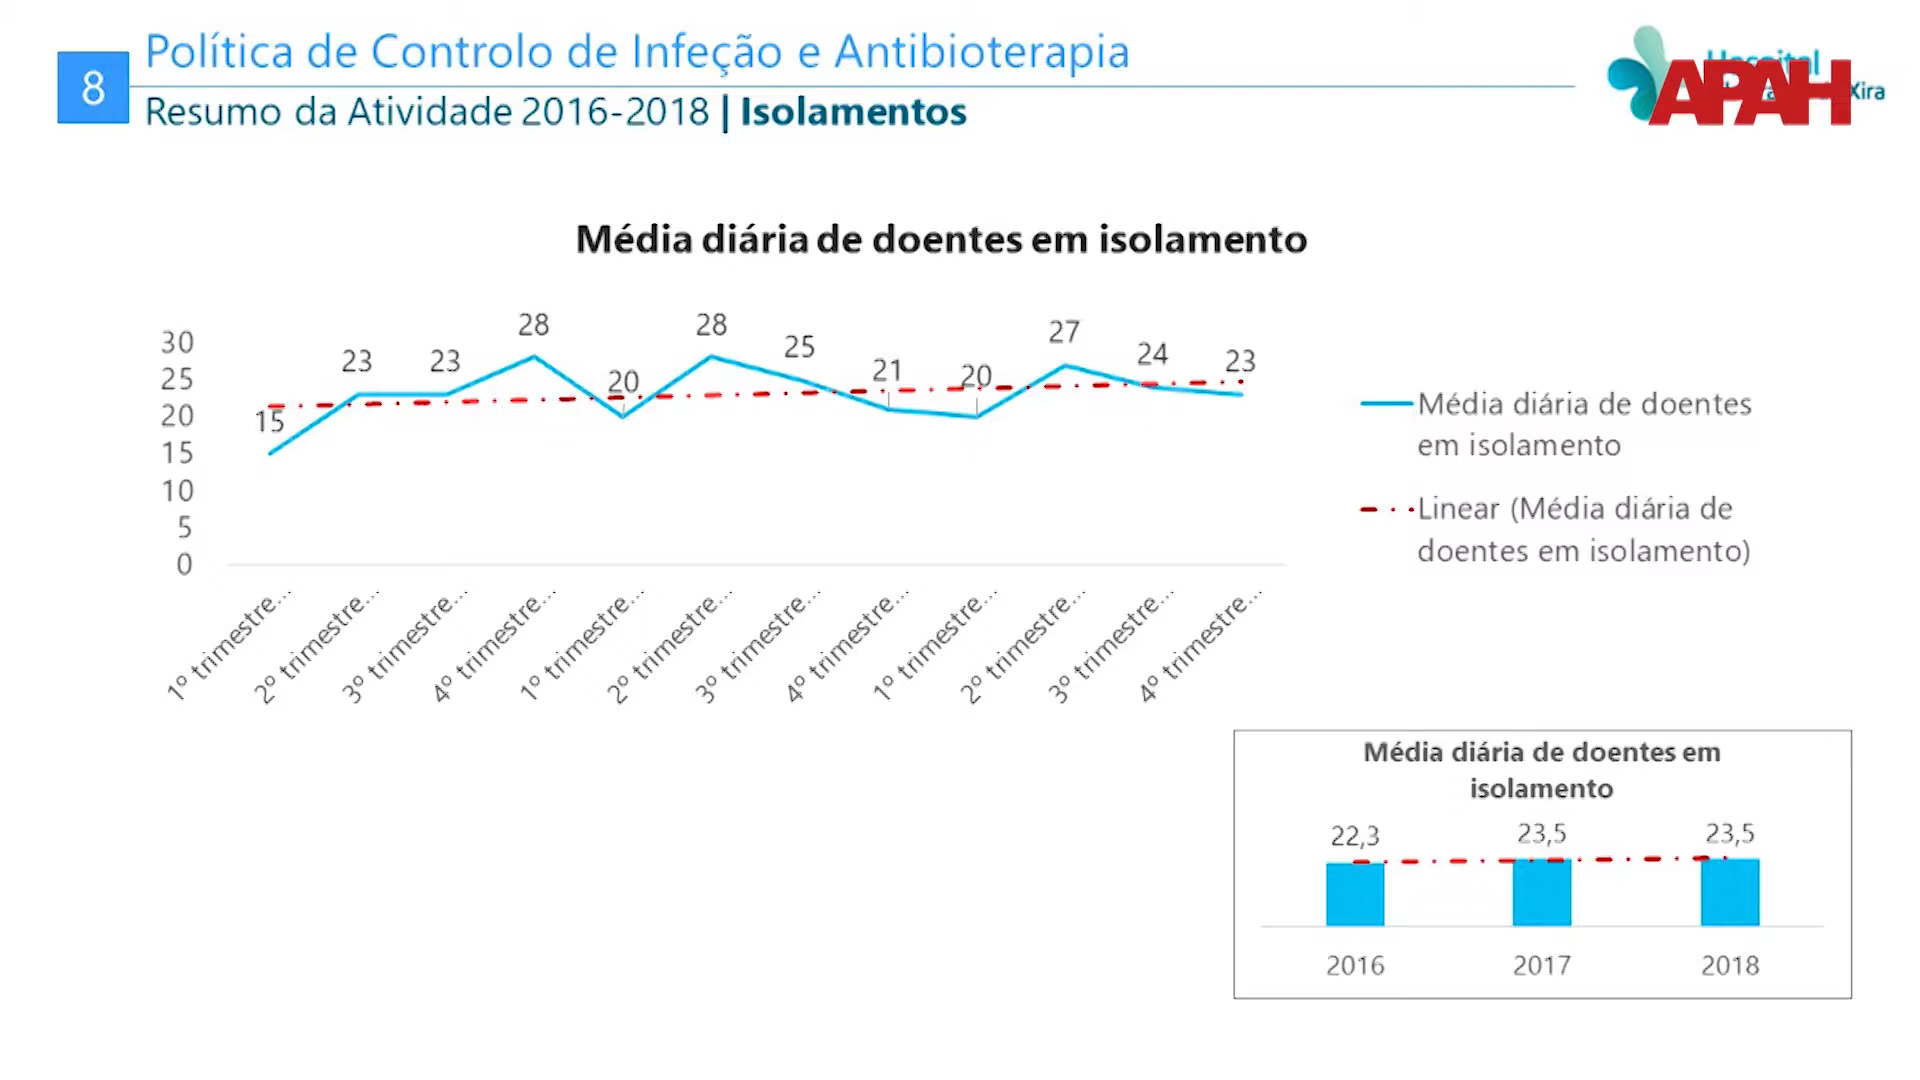 8
Política de Controlo de Infeção e Antibioterapia
Resumo da Atividade 2016-2018 | Isolamentos
Hospital
APAH
Xira
Média diária de doentes em isolamento
30
25
20
15
10
5
0
15
23
23
28
20
28
25
21
20
27
24
23
1º trimestre...
2º trimestre...
3º trimestre...
4º trimestre...
1º trimestre...
2º trimestre...
3º trimestre...
4º trimestre...
1º trimestre...
2º trimestre...
3º trimestre...
4º trimestre...
Média diária de doentes
em isolamento
Linear (Média diária de
doentes em isolamento)
Média diária de doentes em
isolamento
22,3
23,5
23,5
2016
2017
2018